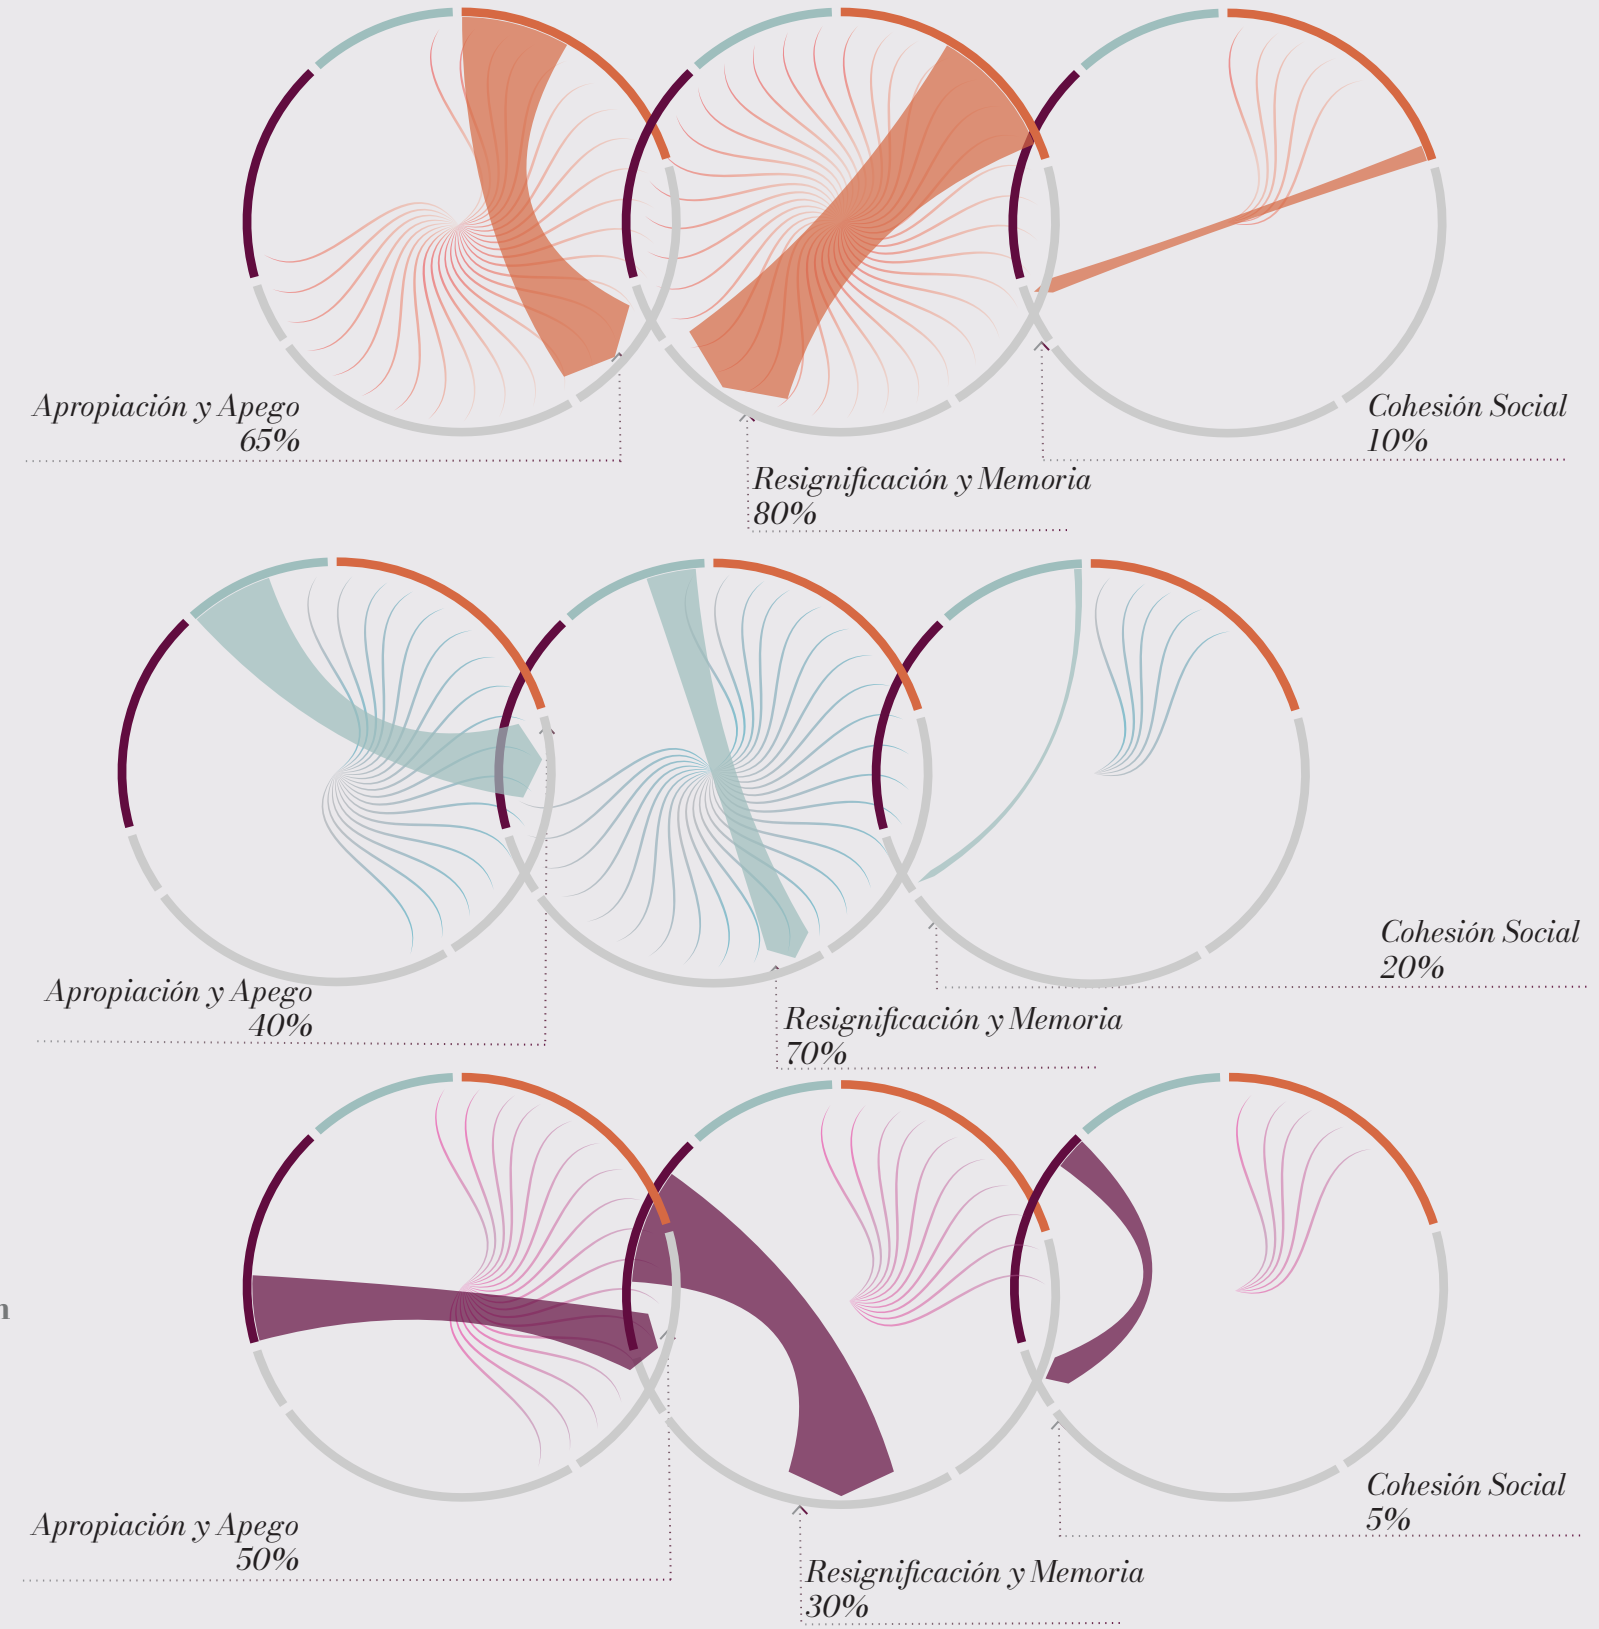 Apropiación y Apego
65%
Resignificación y Memoria
80%
Cohesión Social
10%
Apropiación y Apego
40%
Resignificación y Memoria
70%
Cohesión Social
20%
Apropiación y Apego
50%
Resignificación y Memoria
30%
Cohesión Social
5%